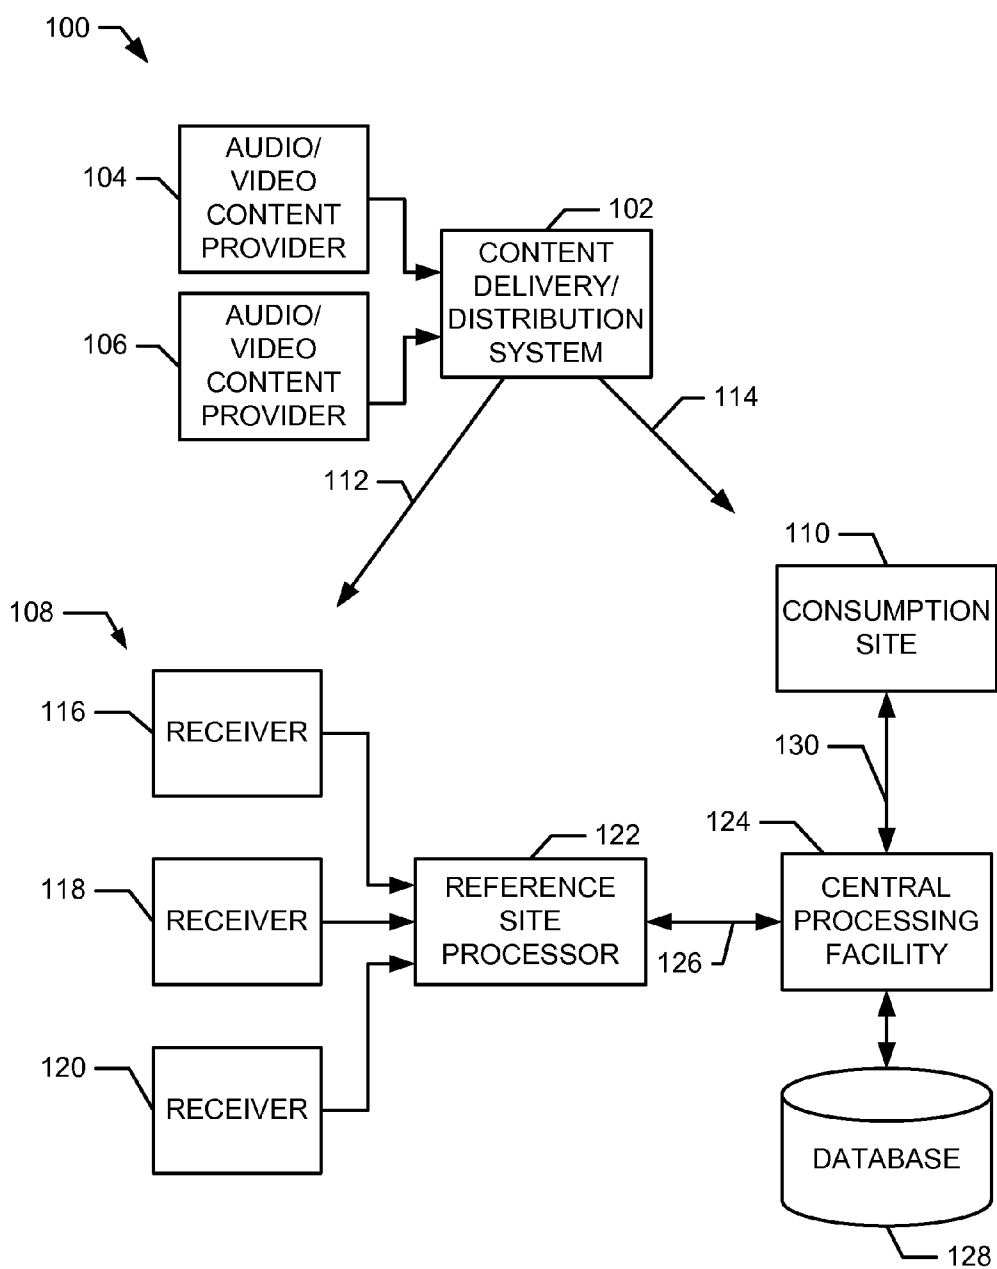 100
104
AUDIO/
VIDEO
CONTENT
PROVIDER
102
CONTENT
DELIVERY/
DISTRIBUTION
SYSTEM
106
AUDIO/
VIDEO
CONTENT
PROVIDER
114
112
110
CONSUMPTION
SITE
108
116
RECEIVER
130
124
122
118
RECEIVER
REFERENCE
SITE
PROCESSOR
126
CENTRAL
PROCESSING
FACILITY
120
RECEIVER
DATABASE
128